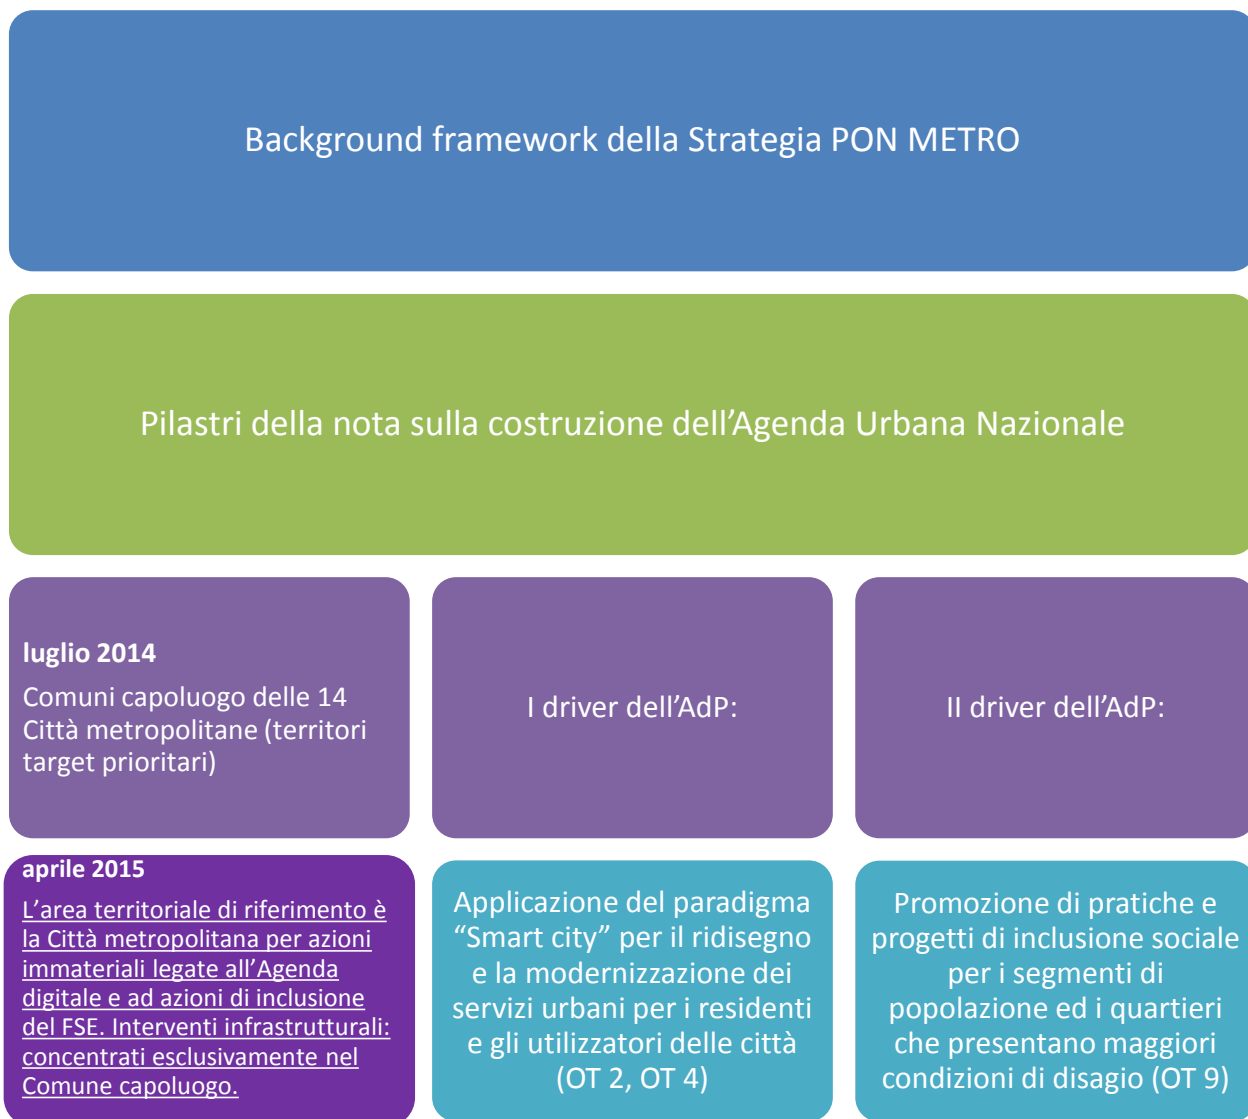 Background framework della Strategia PON METRO
Pilastri della nota sulla costruzione dell’Agenda Urbana Nazionale
luglio 2014
Comuni capoluogo delle 14
Città metropolitane (territori
target prioritari)
I driver dell’AdP:
II driver dell’AdP:
aprile 2015
L’area territoriale di riferimento è
la Città metropolitana per azioni
immateriali legate all’Agenda
digitale e ad azioni di inclusione
del FSE. Interventi infrastrutturali:
concentrati esclusivamente nel
Comune capoluogo.
Applicazione del paradigma
“Smart city” per il ridisegno
e la modernizzazione dei
servizi urbani per i residenti
e gli utilizzatori delle città
(OT 2, OT 4)
Promozione di pratiche e
progetti di inclusione sociale
per i segmenti di
popolazione ed i quartieri
che presentano maggiori
condizioni di disagio (OT 9)